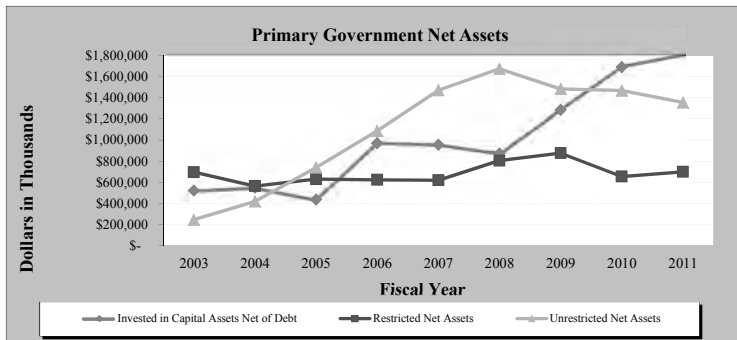 Primary Government Net Assets
$1,800,000
$1,600,000
$1,400,000
$1,200,000
$1,000,000
$800,000
$600,000
$400,000
$200,000
$-
Dollars in Thousands
2003 2004 2005 2006 2007 2008 2009 2010 2011
Fiscal Year
Invested in Capital Assets Net of Debt Restricted Net Assets Unrestricted Net Assets